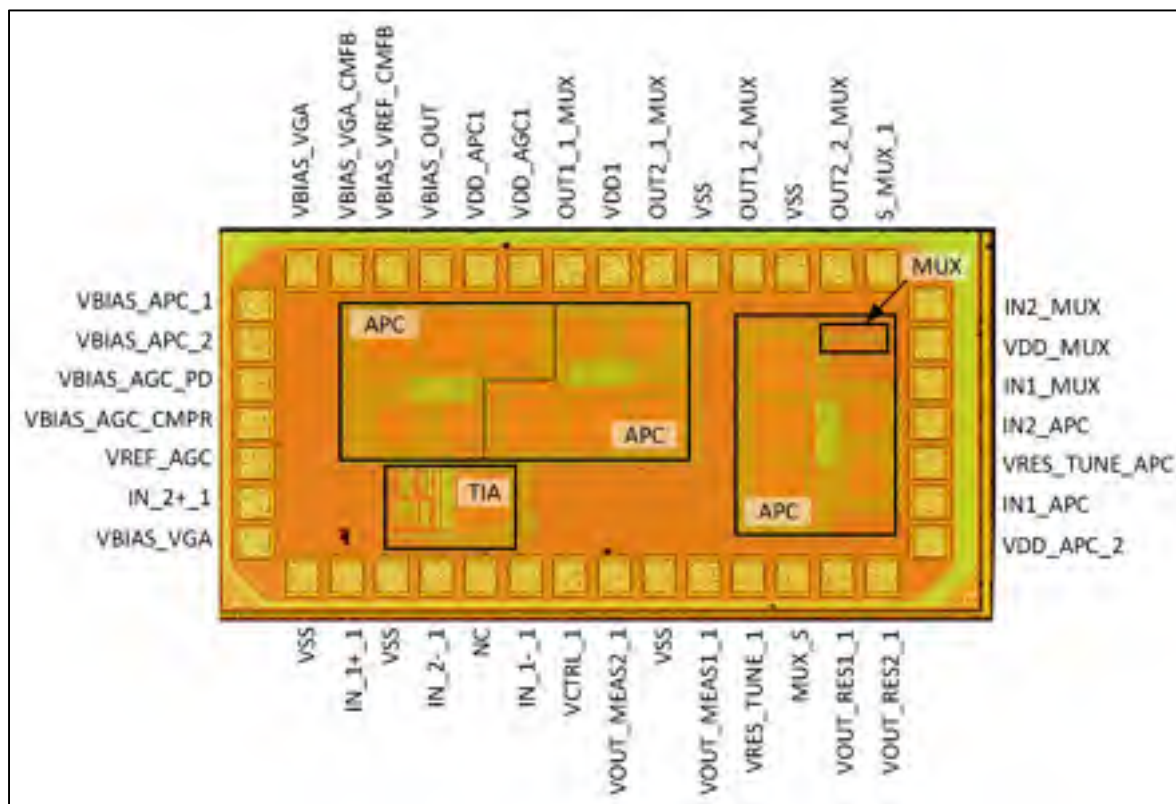 VBIAS_VGA
VBIAS_VGA_CMFB
VBIAS_VREF_CMFB
VBIAS_OUT
VDD_APC1
VDD_AGC1
OUT1_1_MUX
VDD1
OUT2_1_MUX
VSS
OUT1_2_MUX
VSS
OUT2_2_MUX
S_MUX_1
VBIAS_APC_1
VBIAS_APC_2
VBIAS_AGC_PD
VBIAS_AGC_CMPR
VREF_AGC
IN_2+_1
VBIAS_VGA
APC
APC
TIA
APC
MUX
IN2_MUX
VDD_MUX
IN1_MUX
IN2_APC
VRES_TUNE_APC
IN1_APC
VDD_APC_2
VSS
IN_1+_1
VSS
IN_2-_1
NC
IN_1-_1
VCTRL_1
VOUT_MEAS2_1
VSS
VOUT_MEAS1_1
VRES_TUNE_1
MUX_S
VOUT_RES1_1
VOUT_RES2_1